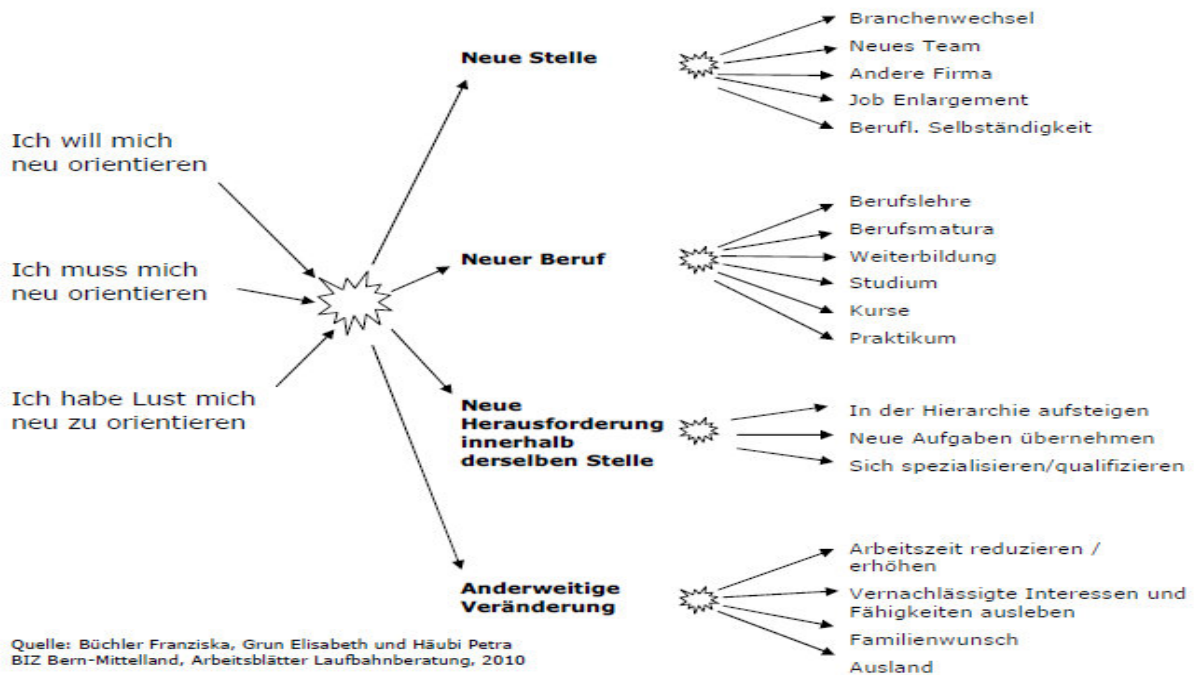 Ich will mich
neu orientieren
Ich muss mich
neu orientieren
Ich habe Lust mich
neu zu orientieren
Neue Stelle
Branchenwechsel
Neues Team
Andere Firma
Job Enlargement
Berufl. Selbständigkeit
Neuer Beruf
Berufslehre
Berufsmatura
Weiterbildung
Studium
Kurse
Praktikum
Neue
Herausforderung
innerhalb
derselben Stelle
In der Hierarchie aufsteigen
Neue Aufgaben übernehmen
Sich spezialisieren/qualifizieren
Anderweitige
Veränderung
Arbeitszeit reduzieren /
erhöhen
Vernachlässigte Interessen und
Fähigkeiten ausleben
Familienwunsch
Ausland
Quelle: Büchler Franziska, Grun Elisabeth und Häubi Petra
BIZ Bern-Mittelland, Arbeitsblätter Laufbahnberatung, 2010